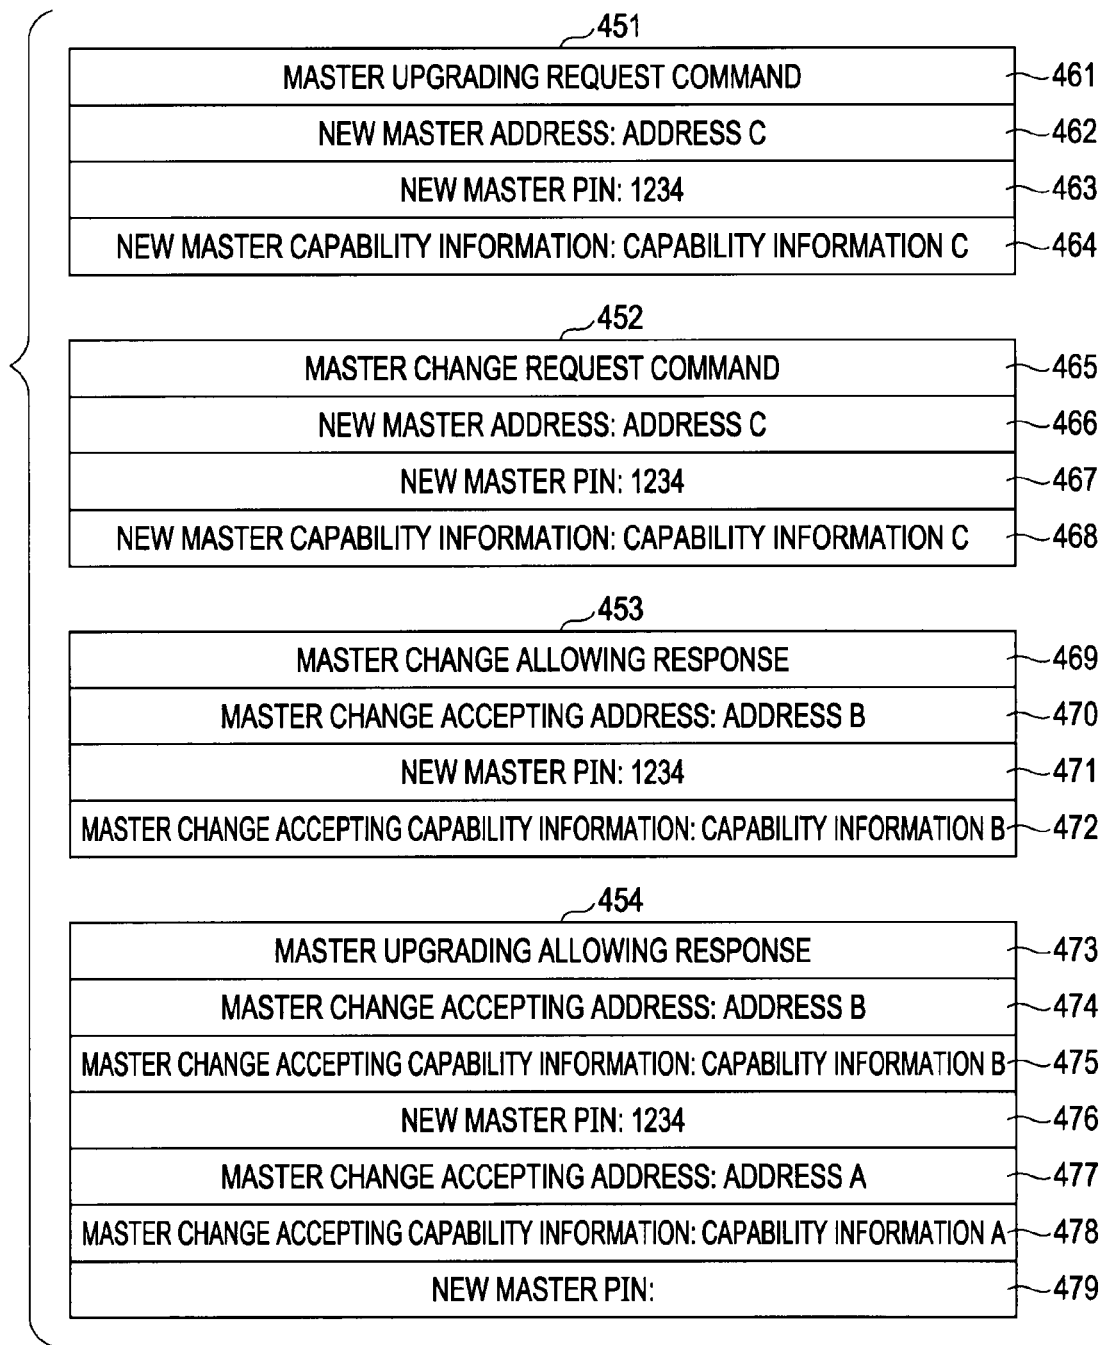 451
MASTER UPGRADING REQUEST COMMAND 461
NEW MASTER ADDRESS: ADDRESS C 462
NEW MASTER PIN: 1234 463
NEW MASTER CAPABILITY INFORMATION: CAPABILITY INFORMATION C 464
452
MASTER CHANGE REQUEST COMMAND 465
NEW MASTER ADDRESS: ADDRESS C 466
NEW MASTER PIN: 1234 467
NEW MASTER CAPABILITY INFORMATION: CAPABILITY INFORMATION C 468
453
MASTER CHANGE ALLOWING RESPONSE 469
MASTER CHANGE ACCEPTING ADDRESS: ADDRESS B 470
NEW MASTER PIN: 1234 471
MASTER CHANGE ACCEPTING CAPABILITY INFORMATION: CAPABILITY INFORMATION B 472
454
MASTER UPGRADING ALLOWING RESPONSE 473
MASTER CHANGE ACCEPTING ADDRESS: ADDRESS B 474
MASTER CHANGE ACCEPTING CAPABILITY INFORMATION: CAPABILITY INFORMATION B 475
NEW MASTER PIN: 1234 476
MASTER CHANGE ACCEPTING ADDRESS: ADDRESS A 477
MASTER CHANGE ACCEPTING CAPABILITY INFORMATION: CAPABILITY INFORMATION A 478
NEW MASTER PIN: 479